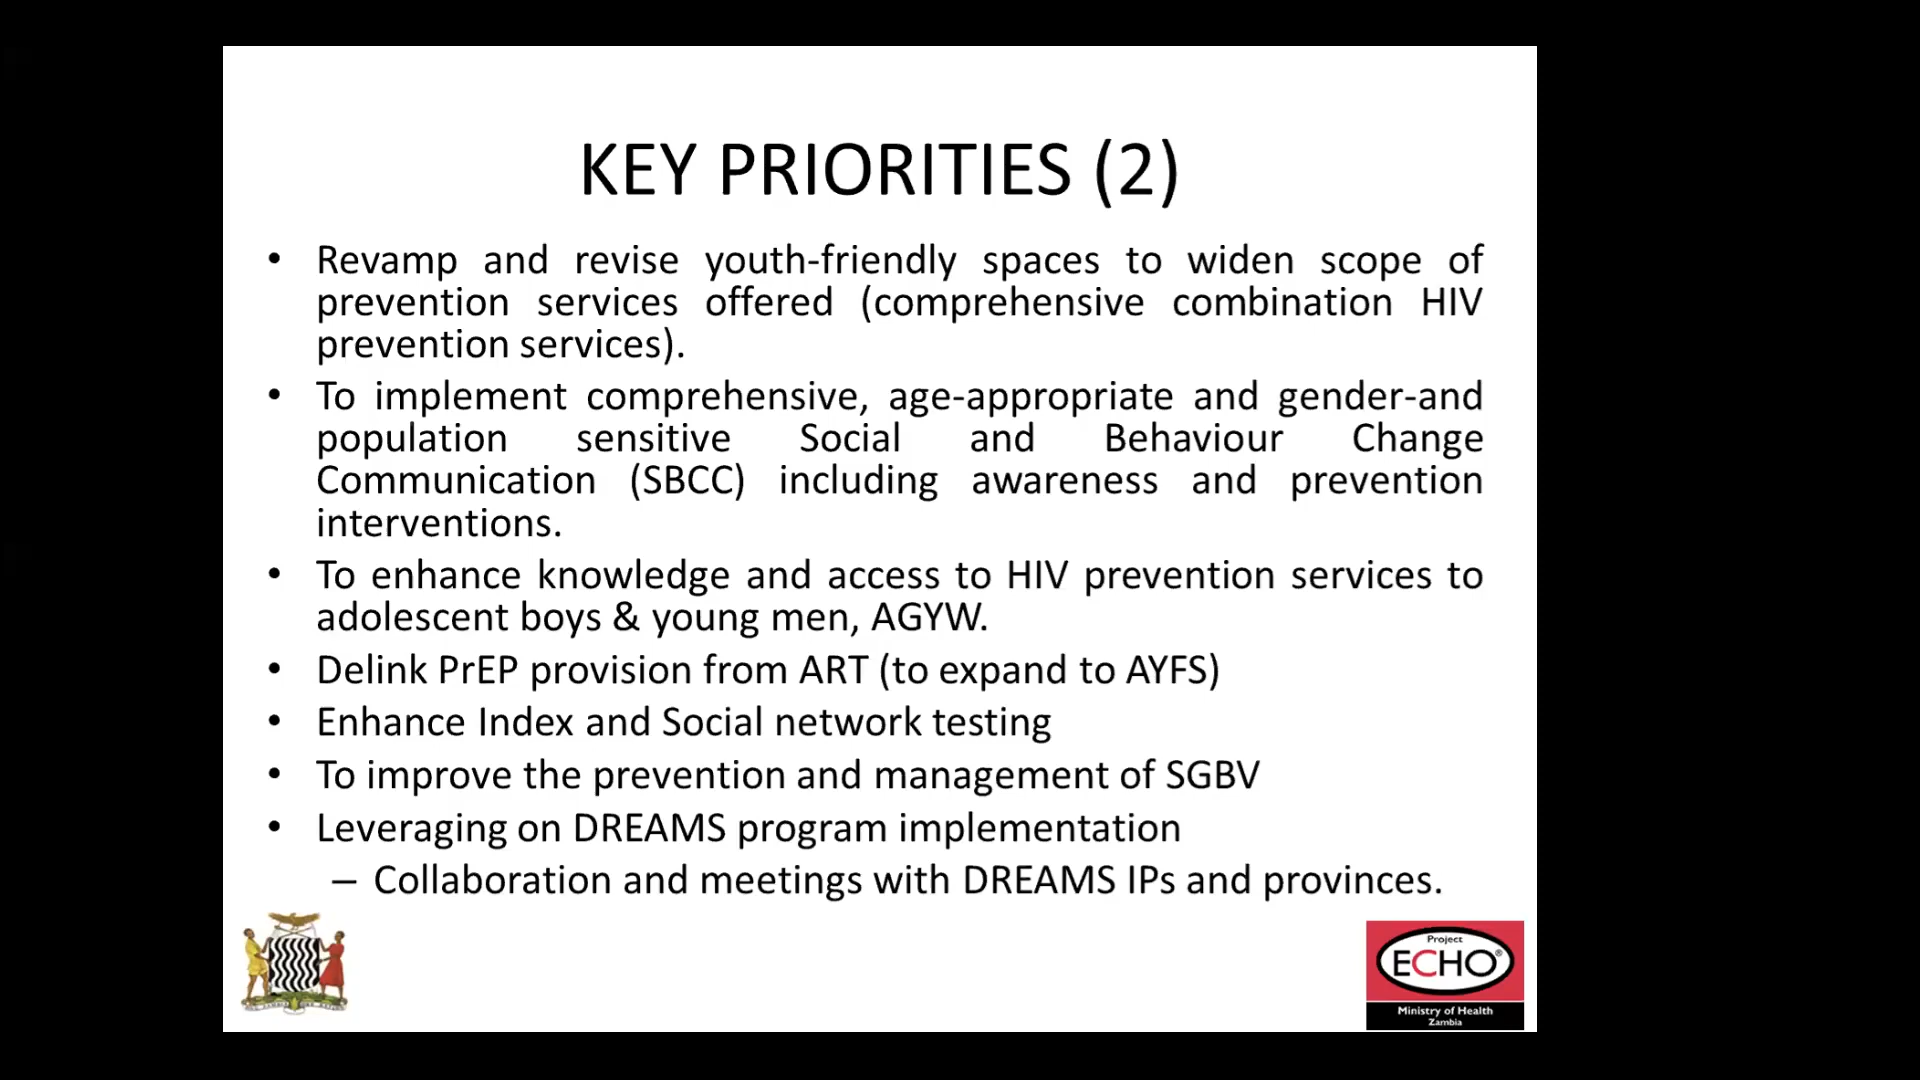 KEY PRIORITIES (2)
• Revamp and revise youth-friendly spaces to widen scope of
prevention services offered (comprehensive combination HIV
prevention services).
• To implement comprehensive, age-appropriate and gender-and
population sensitive Social and Behaviour Change
Communication (SBCC) including awareness and prevention
interventions.
• To enhance knowledge and access to HIV prevention services to
adolescent boys & young men, AGYW.
• Delink PrEP provision from ART (to expand to AYFS)
• Enhance Index and Social network testing
• To improve the prevention and management of SGBV
• Leveraging on DREAMS program implementation
– Collaboration and meetings with DREAMS IPs and provinces.
Project
ECHO®
Ministry of Health
Zambia